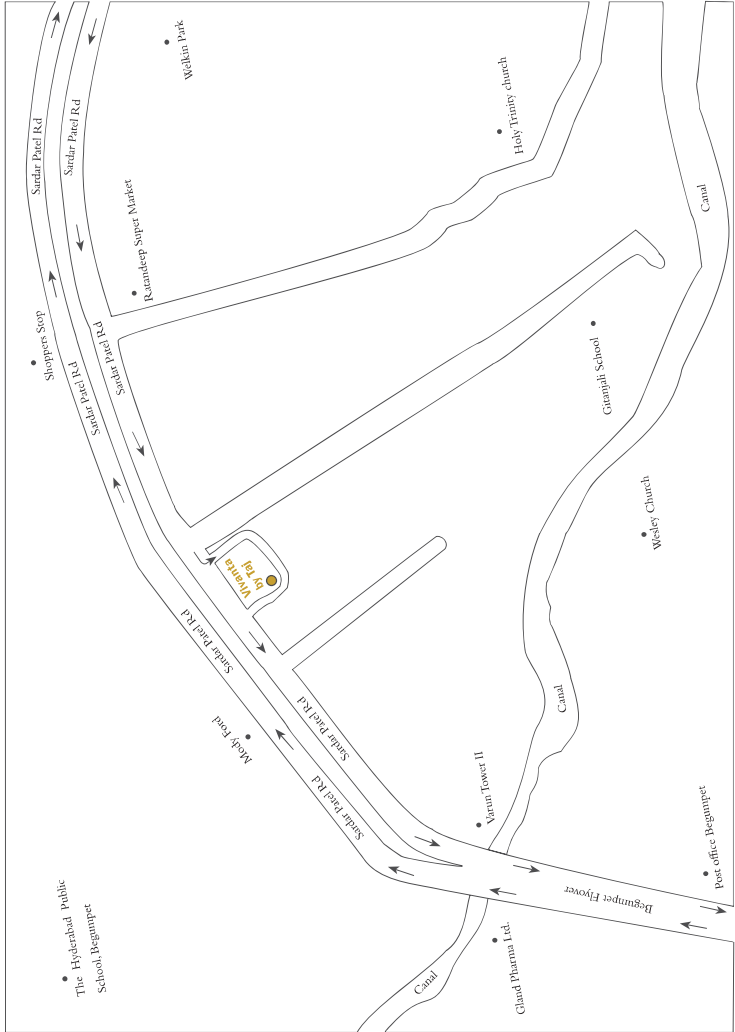 Sardar Patel Rd
Sardar Patel Rd
Welkin Park
Holy Trinity church
Ratandeep Super Market
Canal
Shoppers Stop
Sardar Patel Rd
Sardar Patel Rd
Gitanjali School
Wesley Church
Vivanta
by Taj
Sardar Patel Rd
Canal
Mody Ford
Sardar Patel Rd
Sardar Patel Rd
Varun Tower II
Post office Begumpet
Begumpet Flyover
The Hyderabad Public
School, Begumpet
Gland Pharma Ltd.
Canal